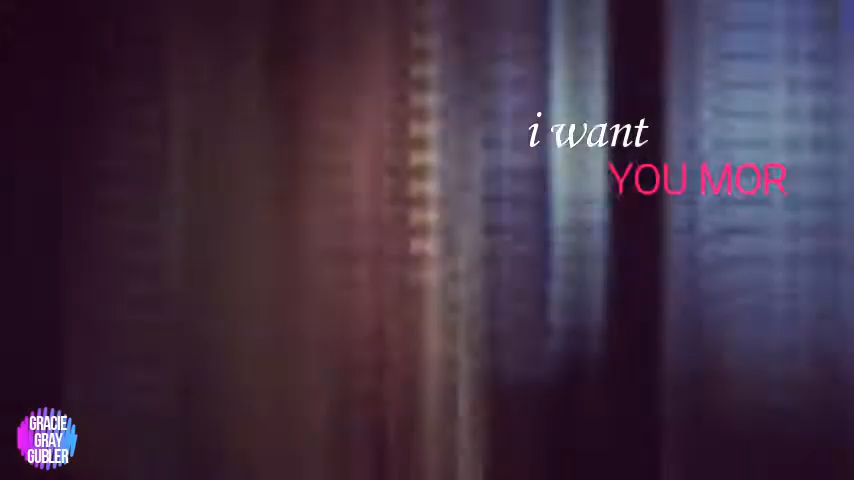 i want
YOU MOR
GRACIE
GRAY
GUBLER